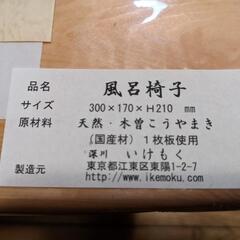 品名 風呂椅子
サイズ 300×170×H210 mm
原材料 天然・木曽こうやまき
(国産材) 1枚板使用
深川 いけもく
製造元 東京都江東区東陽1-2-7
http://www.ikemoku.com/